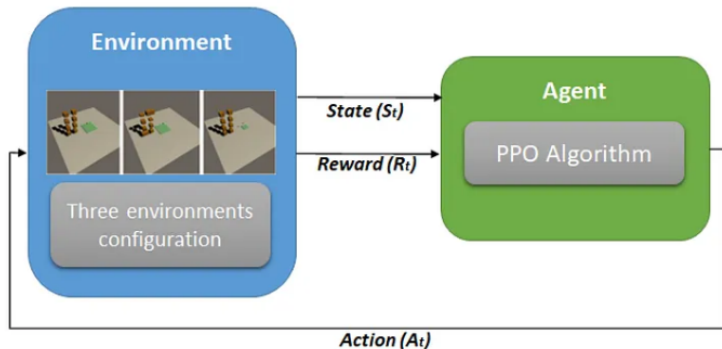 Environment
State (St)
Reward (Rt)
Three environments
configuration
Agent
PPO Algorithm
Action (At)